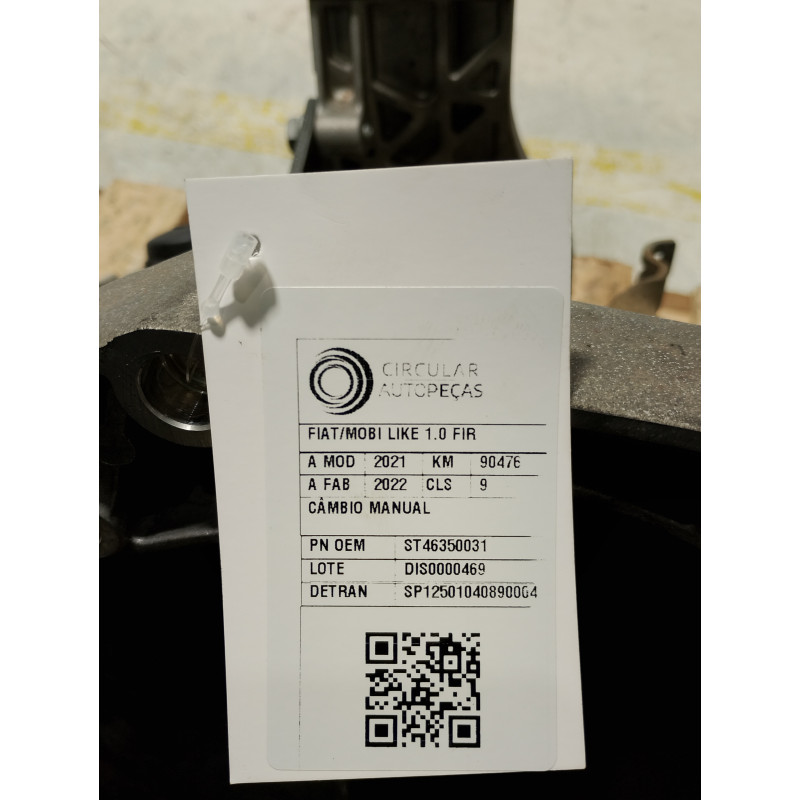 CIRCULAR
AUTOPEÇAS
FIAT/MOBI LIKE 1.0 FIR
A MOD 2021 KM 90476
A FAB 2022 CLS 9
CÂMBIO MANUAL
PN OEM ST46350031
LOTE DIS0000469
DETRAN SP12501040890004